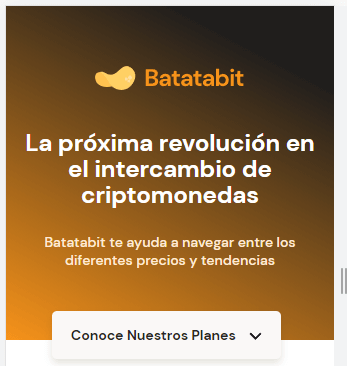 Batatabit
La próxima revolución en
el intercambio de
criptomonedas
Batatabit te ayuda a navegar entre los
diferentes precios y tendencias
Conoce Nuestros Planes